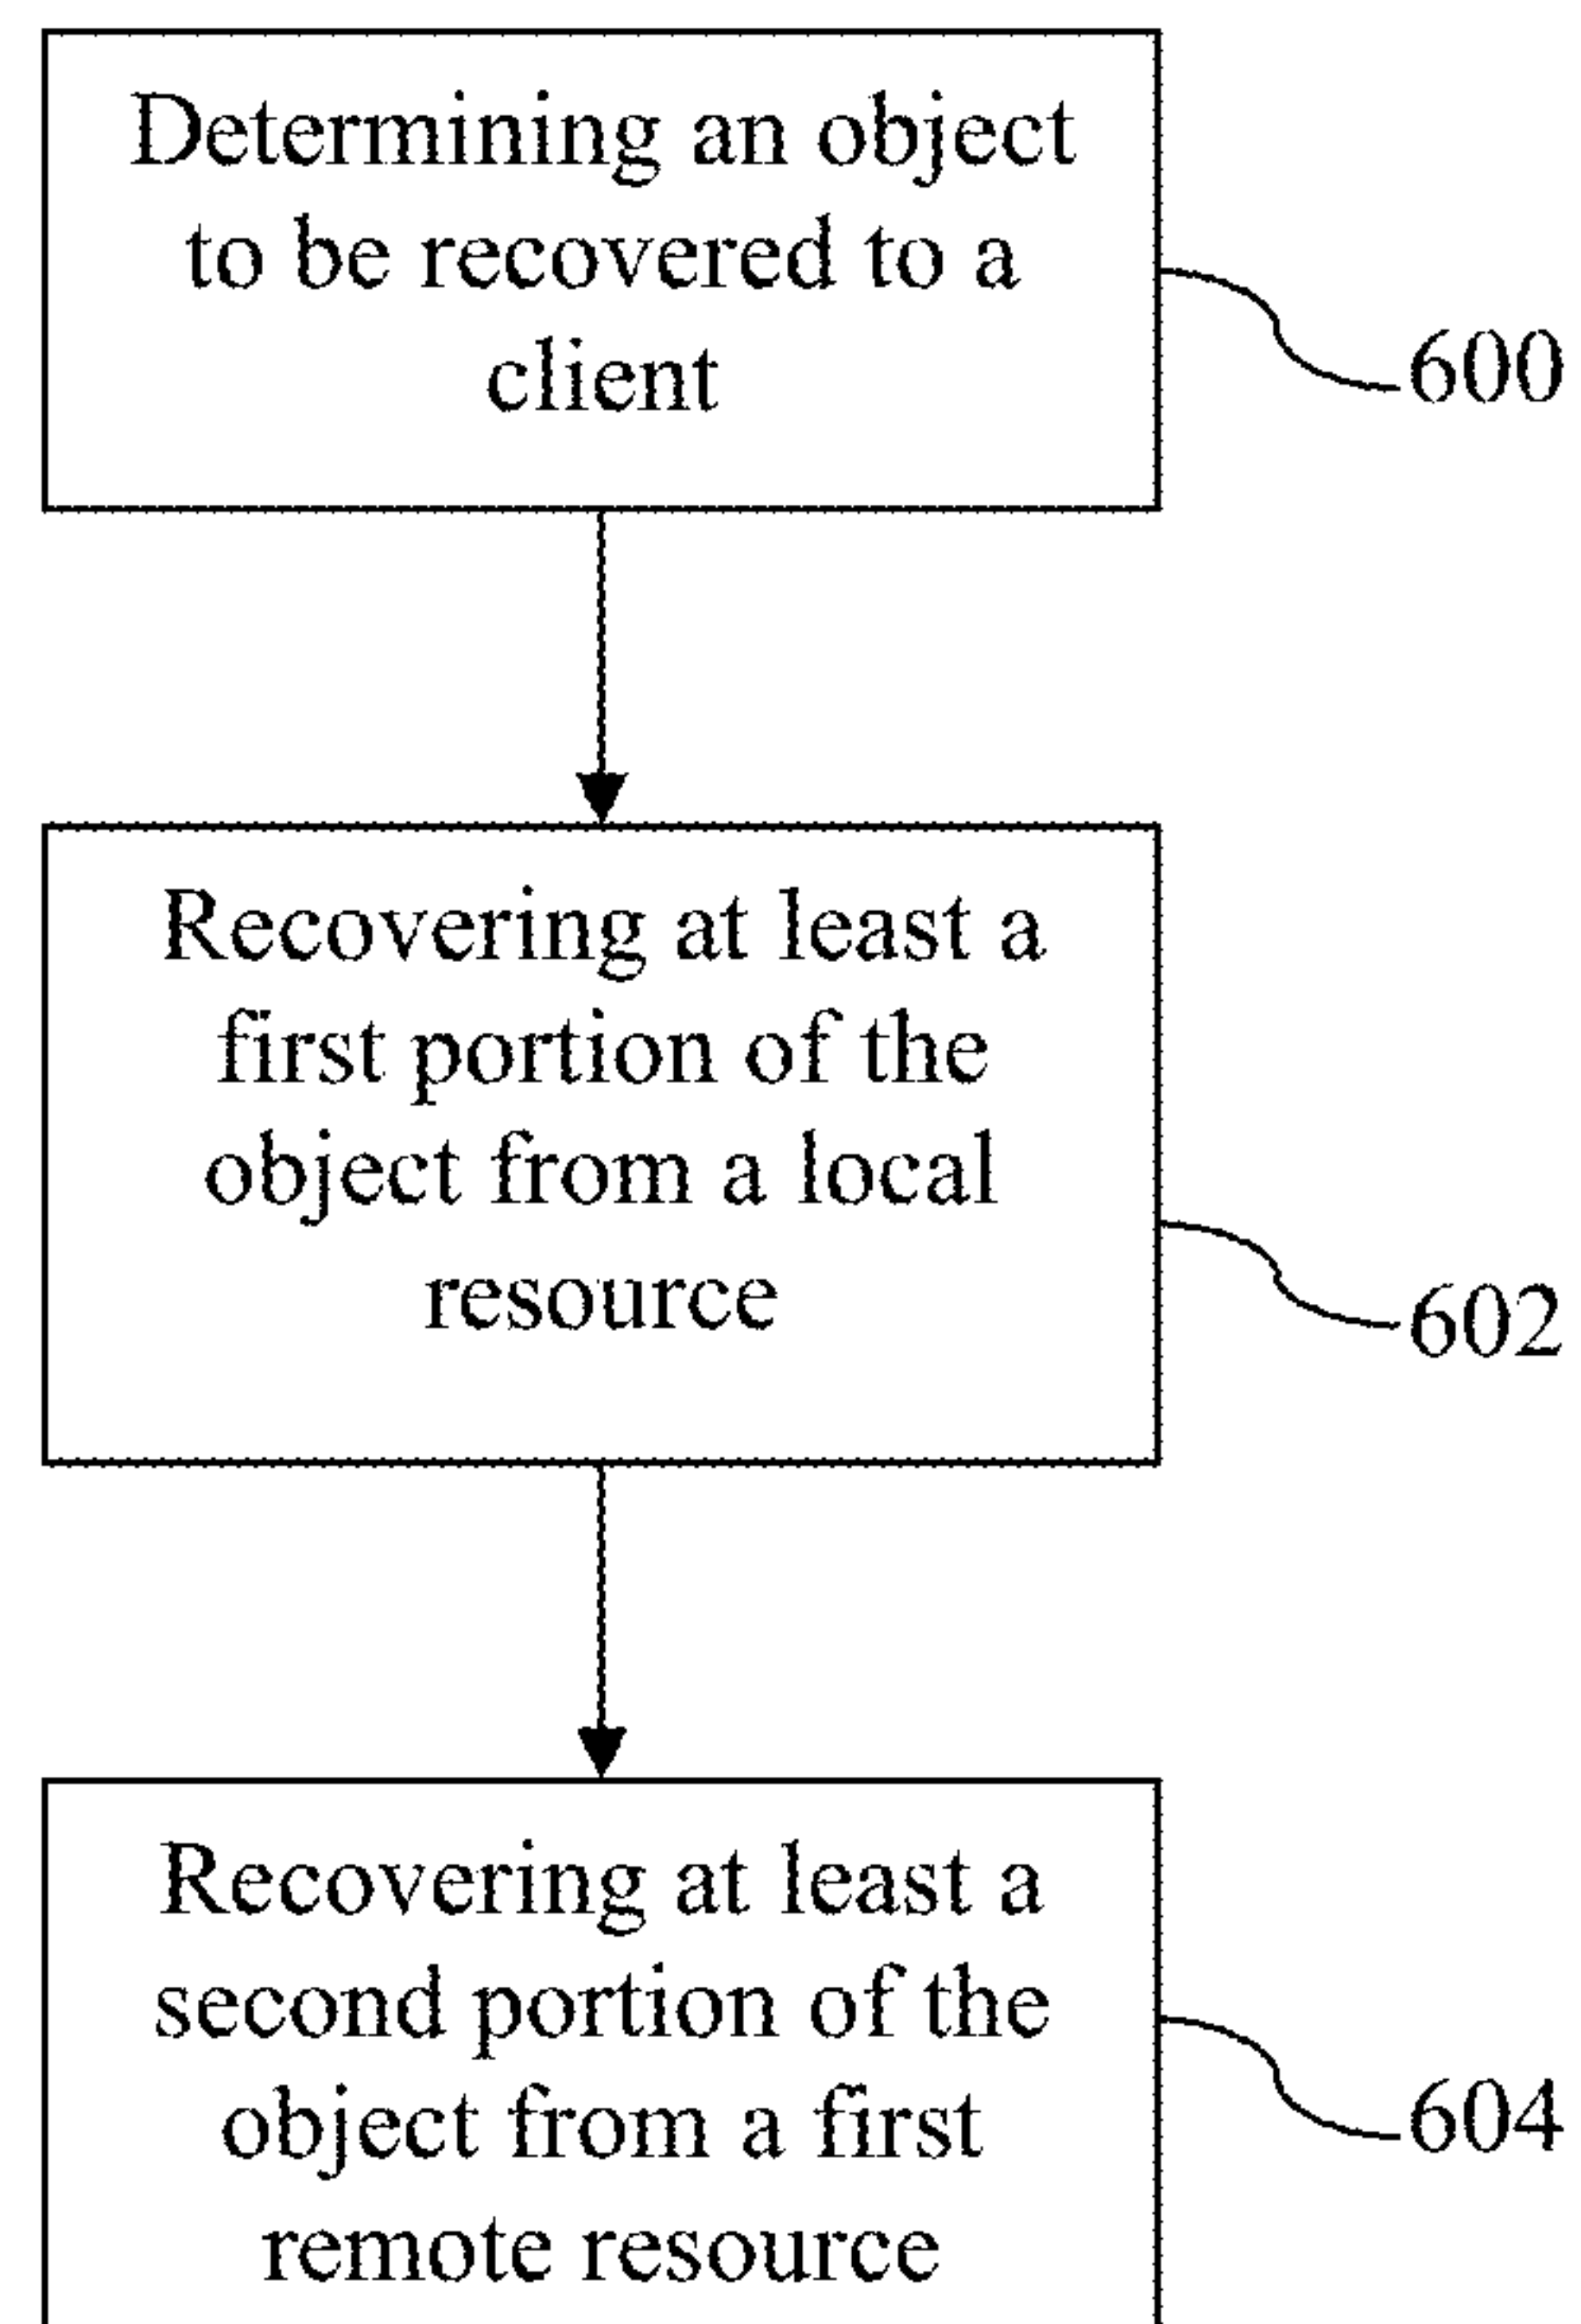 Determining an object
to be recovered to a
client
600
Recovering at least a
first portion of the
object from a local
resource
602
Recovering at least a
second portion of the
object from a first
remote resource
604